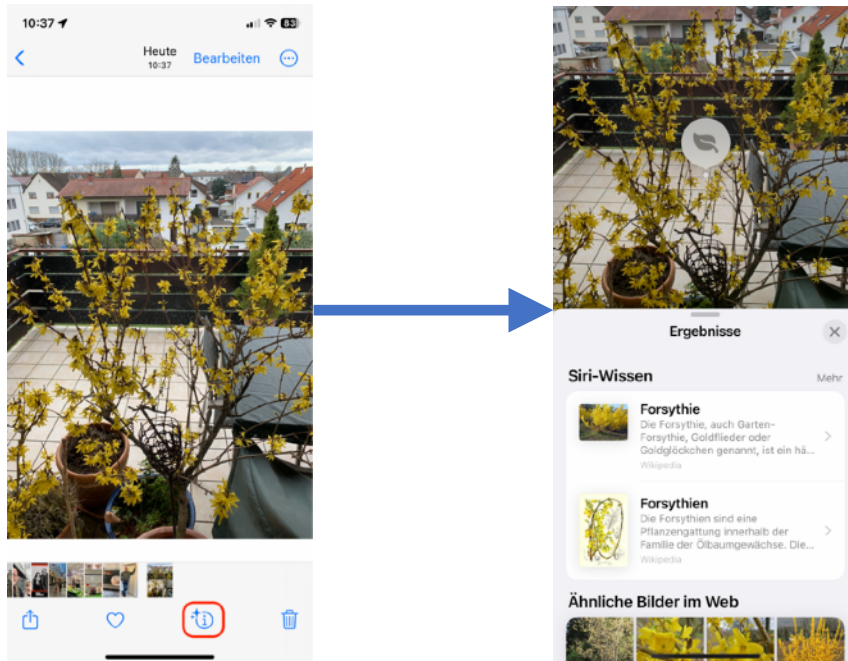 10:37
83
Heute
10:37
Bearbeiten
Ergebnisse
Siri-Wissen
Mehr
Forsythie
Die Forsythie, auch Garten-
Forsythie, Goldflieder oder
Goldglöckchen genannt, ist ein hä...
Wikipedia
Forsythien
Die Forsythien sind eine
Pflanzengattung innerhalb der
Familie der Ölbaumgewächse. Die...
Wikipedia
Ähnliche Bilder im Web